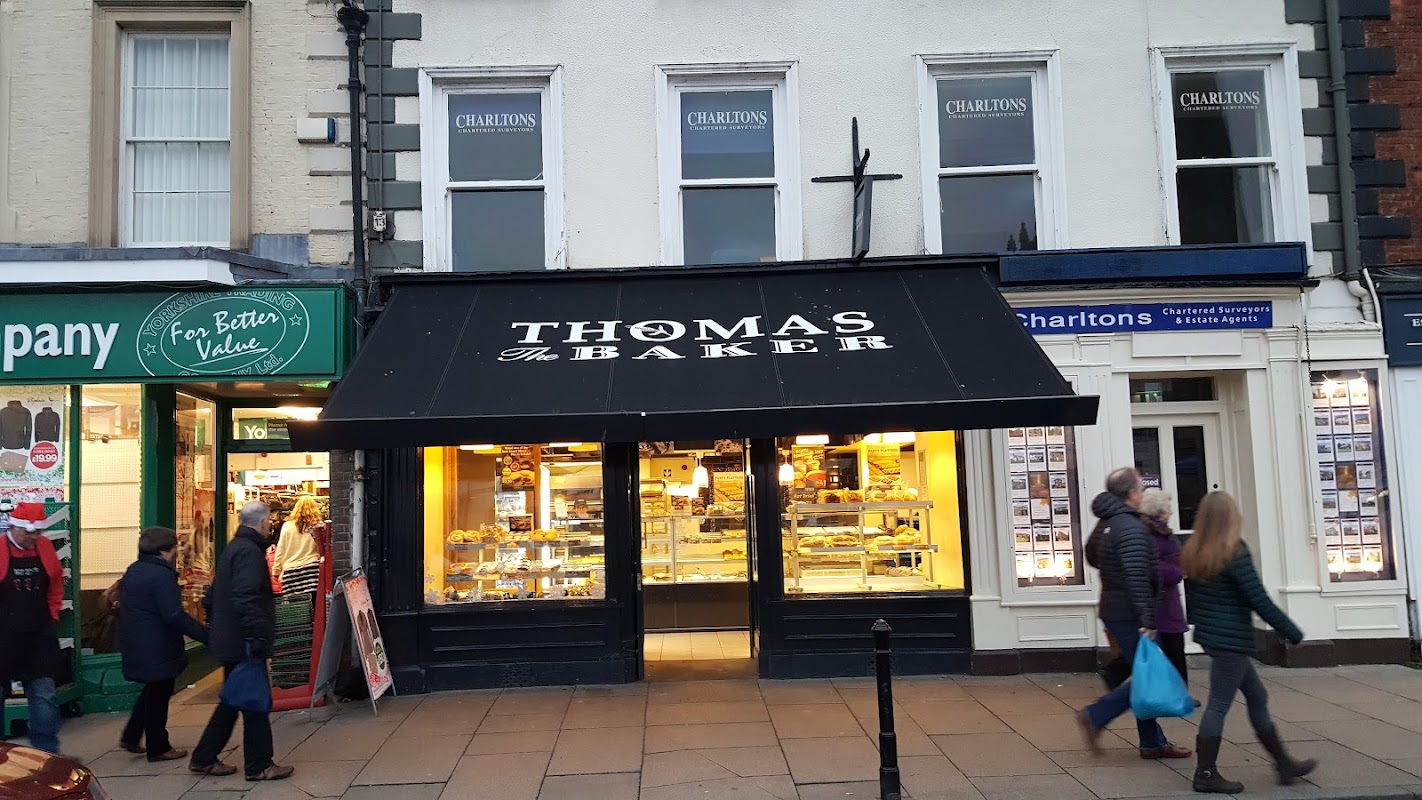 CHARLTONS
CHARTERED SURVEYORS
CHARLTONS
CHARTERED SURVEYORS
CHARLTONS
CHARTERED SURVEYORS
CHARLTONS
CHARTERED SURVEYORS
pany
YORKSHIRE TRADING
For Better
Value
Ltd.
THOMAS
The BAKER
Charltons
Chartered Surveyors
& Estate Agents
£19.99
Yo